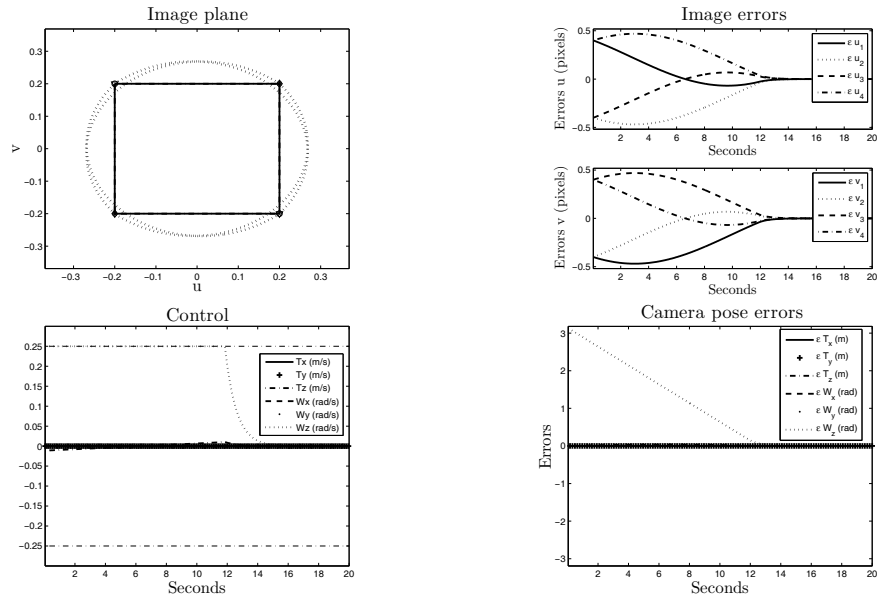 Image plane
0.3
0.2
0.1
0
−0.1
−0.2
−0.3
v
−0.3 −0.2 −0.1 0 0.1 0.2 0.3
u
Image errors
Errors u (pixels)
0.5
0
−0.5
2 4 6 8 10 12 14 16 18 20
Seconds
ε u1
ε u2
ε u3
ε u4
Errors v (pixels)
0.5
0
−0.5
2 4 6 8 10 12 14 16 18 20
Seconds
ε v1
ε v2
ε v3
ε v4
Control
0.25
0.2
0.15
0.1
0.05
0
−0.05
0.1
0.15
0.2
−0.25
2 4 6 8 10 12 14 16 18 20
Seconds
Tx (m/s)
Ty (m/s)
Tz (m/s)
Wx (rad/s)
Wy (rad/s)
Wz (rad/s)
Camera pose errors
Errors
3
2
1
0
−1
−2
−3
2 4 6 8 10 12 14 16 18 20
Seconds
ε Tx (m)
ε Ty (m)
ε Tz (m)
ε Wx (rad)
ε Wy (rad)
ε Wz (rad)